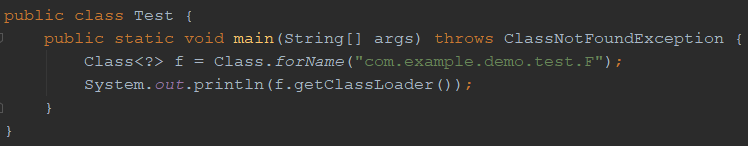 public class Test {
public static void main(String[] args) throws ClassNotFoundException {
Class<?> f = Class.forName("com.example.demo.test.F");
System.out.println(f.getClassLoader());
}
}